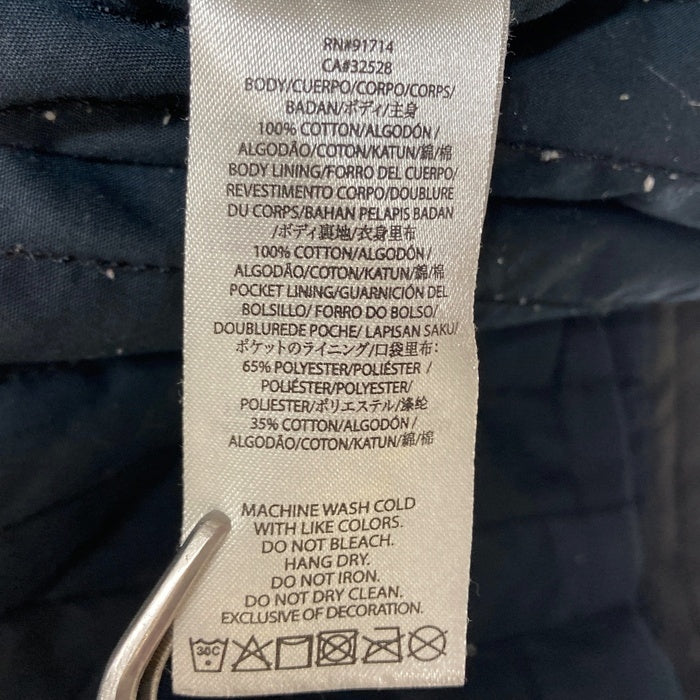 RN#91714
CA#32528
BODY/CUERPO/CORPO/CORPS/
BADAN/ボディ/主身
100% COTTON/ALGODÓN/
ALGODÃO/COTON/KATUN/綿/棉
BODY LINING/FORRO DEL CUERPO/
REVESTIMENTO CORPO/DOUBLURE
DU CORPS/BAHAN PELAPIS BADAN
/ボディ裏地/衣身里布
100% COTTON/ALGODÓN/
ALGODÃO/COTON/KATUN/綿/棉
POCKET LINING/GUARNICIÓN DEL
BOLSILLO/ FORRO DO BOLSO/
DOUBLUREDE POCHE/ LAPISAN SAKU/
ポケットのライニング/口袋里布:
65% POLYESTER/POLIÉSTER /
POLIÉSTER/POLYESTER/
POLIESTER/ポリエステル/涤纶
35% COTTON/ALGODÓN/
ALGODÃO/COTON/KATUN/綿/棉
MACHINE WASH COLD
WITH LIKE COLORS.
DO NOT BLEACH.
HANG DRY.
DO NOT IRON.
DO NOT DRY CLEAN.
EXCLUSIVE OF DECORATION.
30C